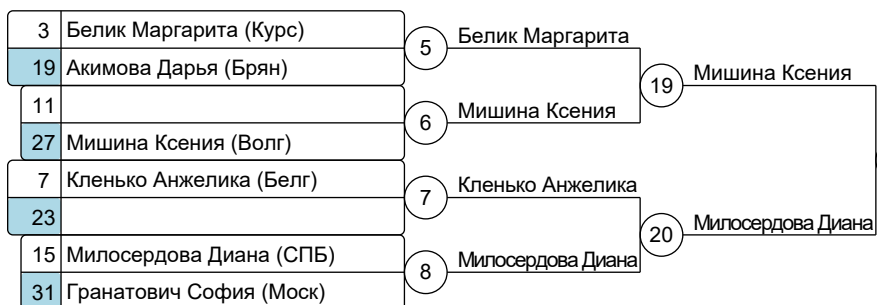 3 Белик Маргарита (Курс)
19 Акимова Дарья (Брян)
5 Белик Маргарита
11
27 Мишина Ксения (Волг)
6 Мишина Ксения
19 Мишина Ксения
7 Кленько Анжелика (Белг)
23
7 Кленько Анжелика
15 Милосердова Диана (СПБ)
31 Гранатович София (Моск)
8 Милосердова Диана
20 Милосердова Диана